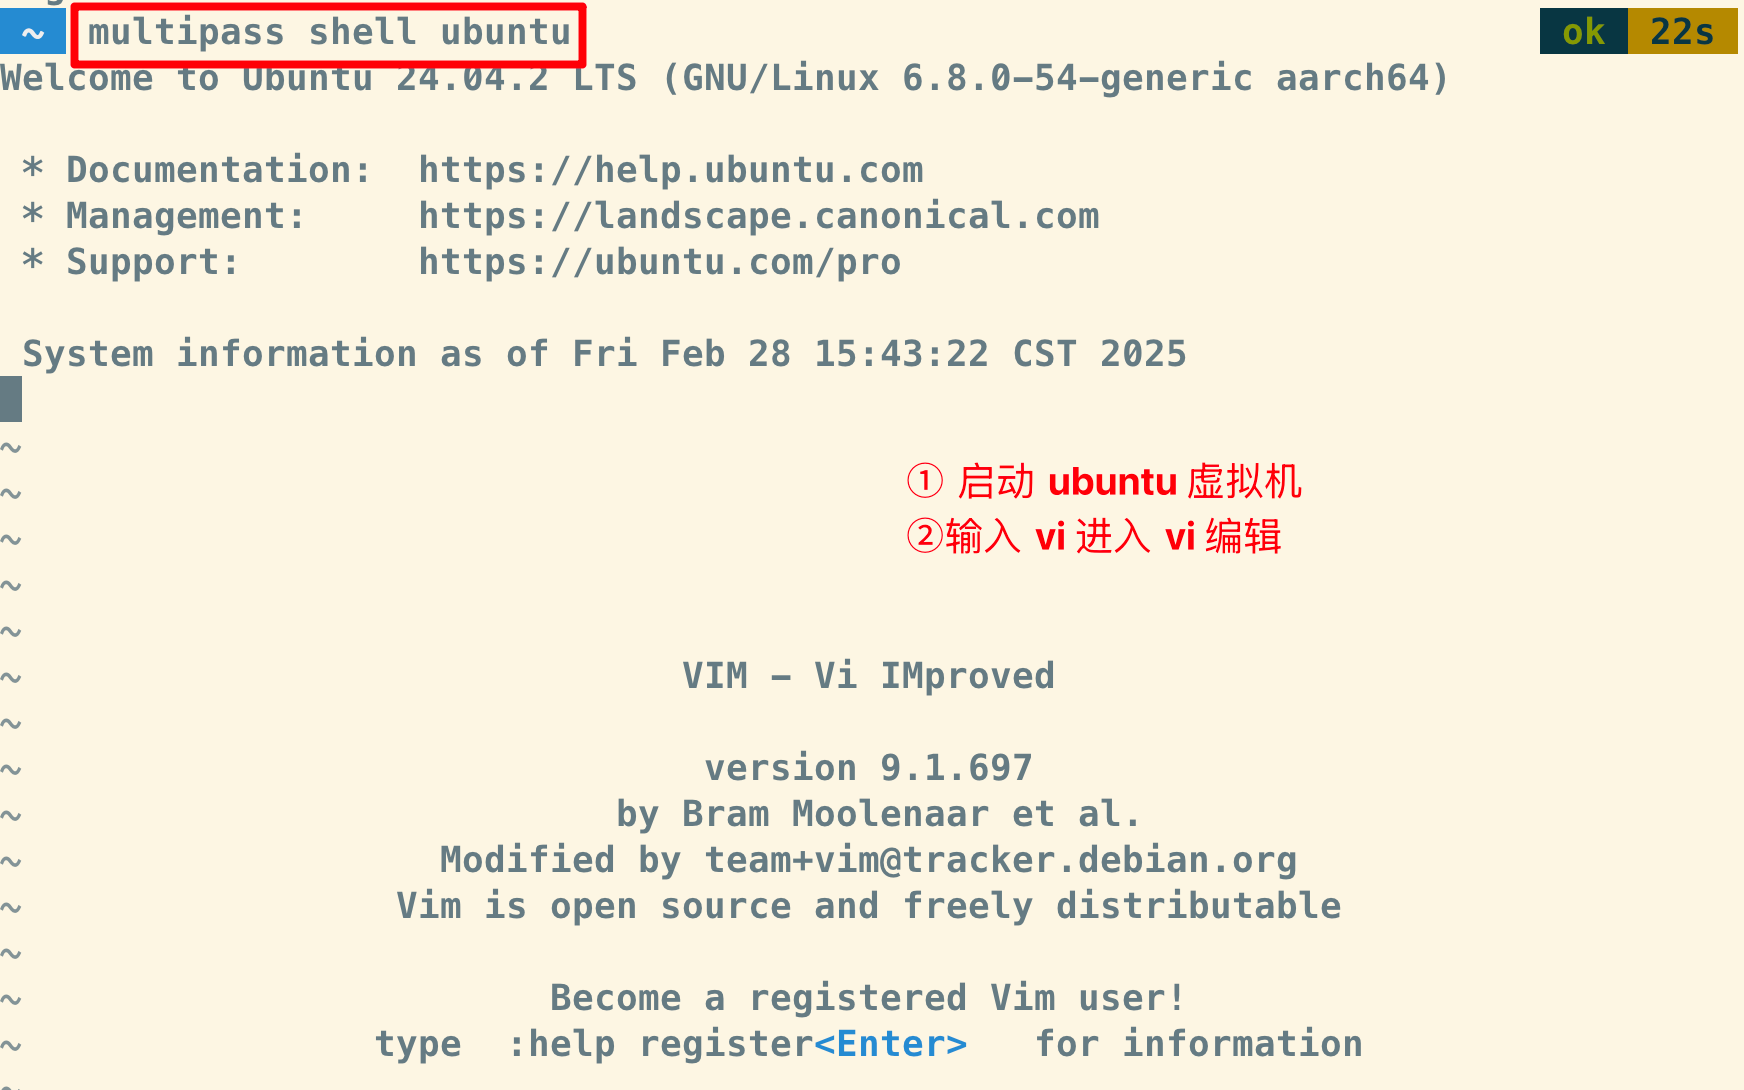 ~ multipass shell ubuntu ok 22s
Welcome to Ubuntu 24.04.2 LTS (GNU/Linux 6.8.0-54-generic aarch64)
* Documentation: https://help.ubuntu.com
* Management: https://landscape.canonical.com
* Support: https://ubuntu.com/pro
System information as of Fri Feb 28 15:43:22 CST 2025
~
① 启动 ubuntu 虚拟机
~
②输入 vi 进入 vi 编辑
~
~
~
~ VIM - Vi IMproved
~
~ version 9.1.697
~ by Bram Moolenaar et al.
~ Modified by team+vim@tracker.debian.org
~ Vim is open source and freely distributable
~
~ Become a registered Vim user!
~ type :help register<Enter> for information
~